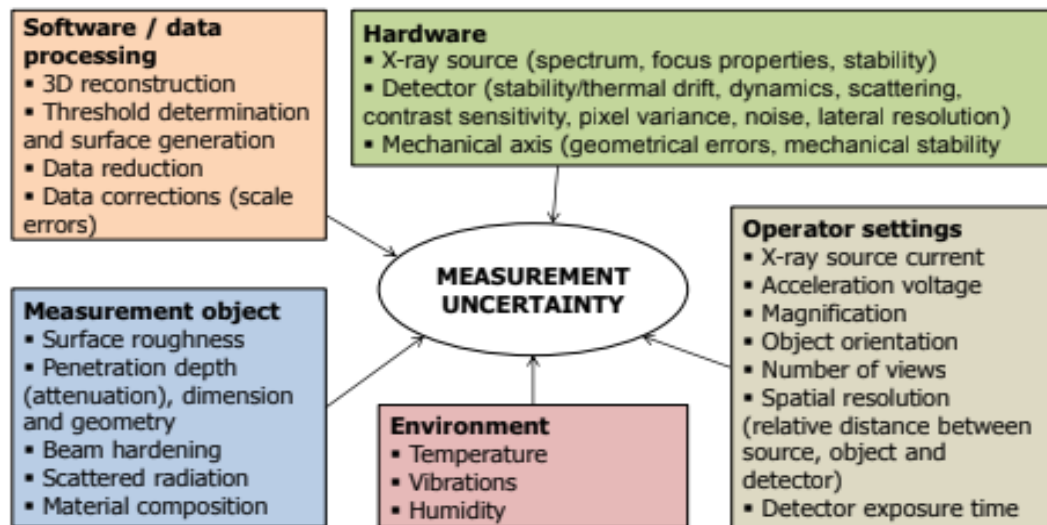 Software / data
processing
▪ 3D reconstruction
▪ Threshold determination
and surface generation
▪ Data reduction
▪ Data corrections (scale
errors)
Hardware
▪ X-ray source (spectrum, focus properties, stability)
▪ Detector (stability/thermal drift, dynamics, scattering,
contrast sensitivity, pixel variance, noise, lateral resolution)
▪ Mechanical axis (geometrical errors, mechanical stability
MEASUREMENT
UNCERTAINTY
Operator settings
▪ X-ray source current
▪ Acceleration voltage
▪ Magnification
▪ Object orientation
▪ Number of views
▪ Spatial resolution
(relative distance between
source, object and
detector)
▪ Detector exposure time
Measurement object
▪ Surface roughness
▪ Penetration depth
(attenuation), dimension
and geometry
▪ Beam hardening
▪ Scattered radiation
▪ Material composition
Environment
▪ Temperature
▪ Vibrations
▪ Humidity